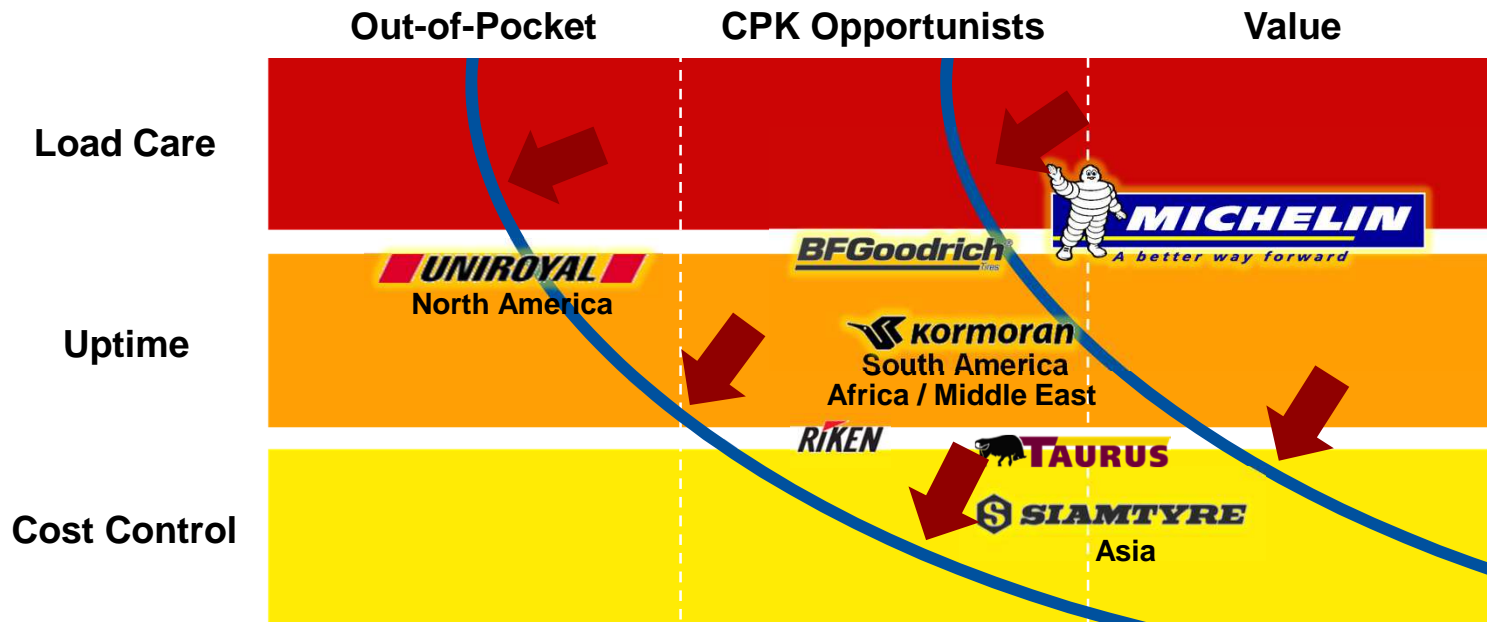 Out-of-Pocket CPK Opportunists Value
Load Care
MICHELIN
A better way forward
BFGoodrich®
Tires
UNIROYAL
North America
Uptime
Kormoran
South America
Africa / Middle East
RIKEN
TAURUS
Cost Control
S SIAMTYRE
Asia